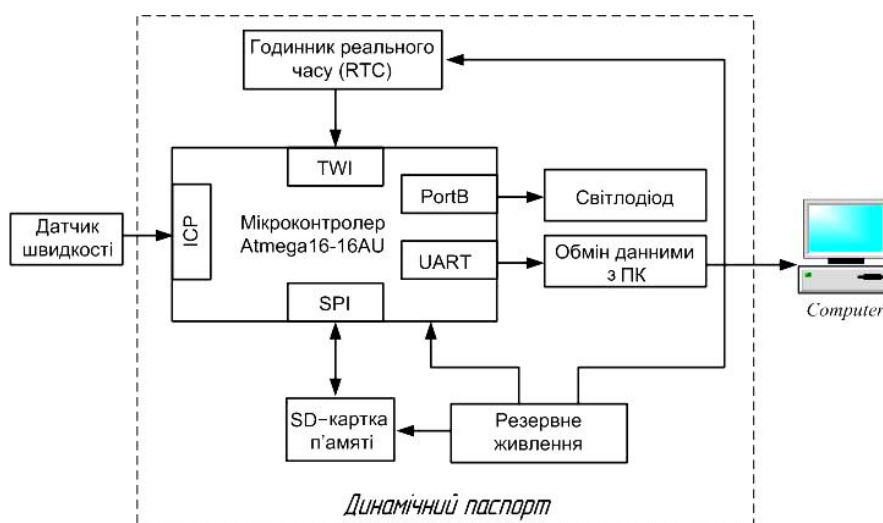 Годинник реального
часу (RTC)
TWI
PortB
Світлодіод
ICP
Мікроконтролер
Atmega16-16AU
Датчик
швидкості
UART
Обмін данними
з ПК
Computer
SPI
SD-картка
п'амяті
Резервне
живлення
Динамічний паспорт